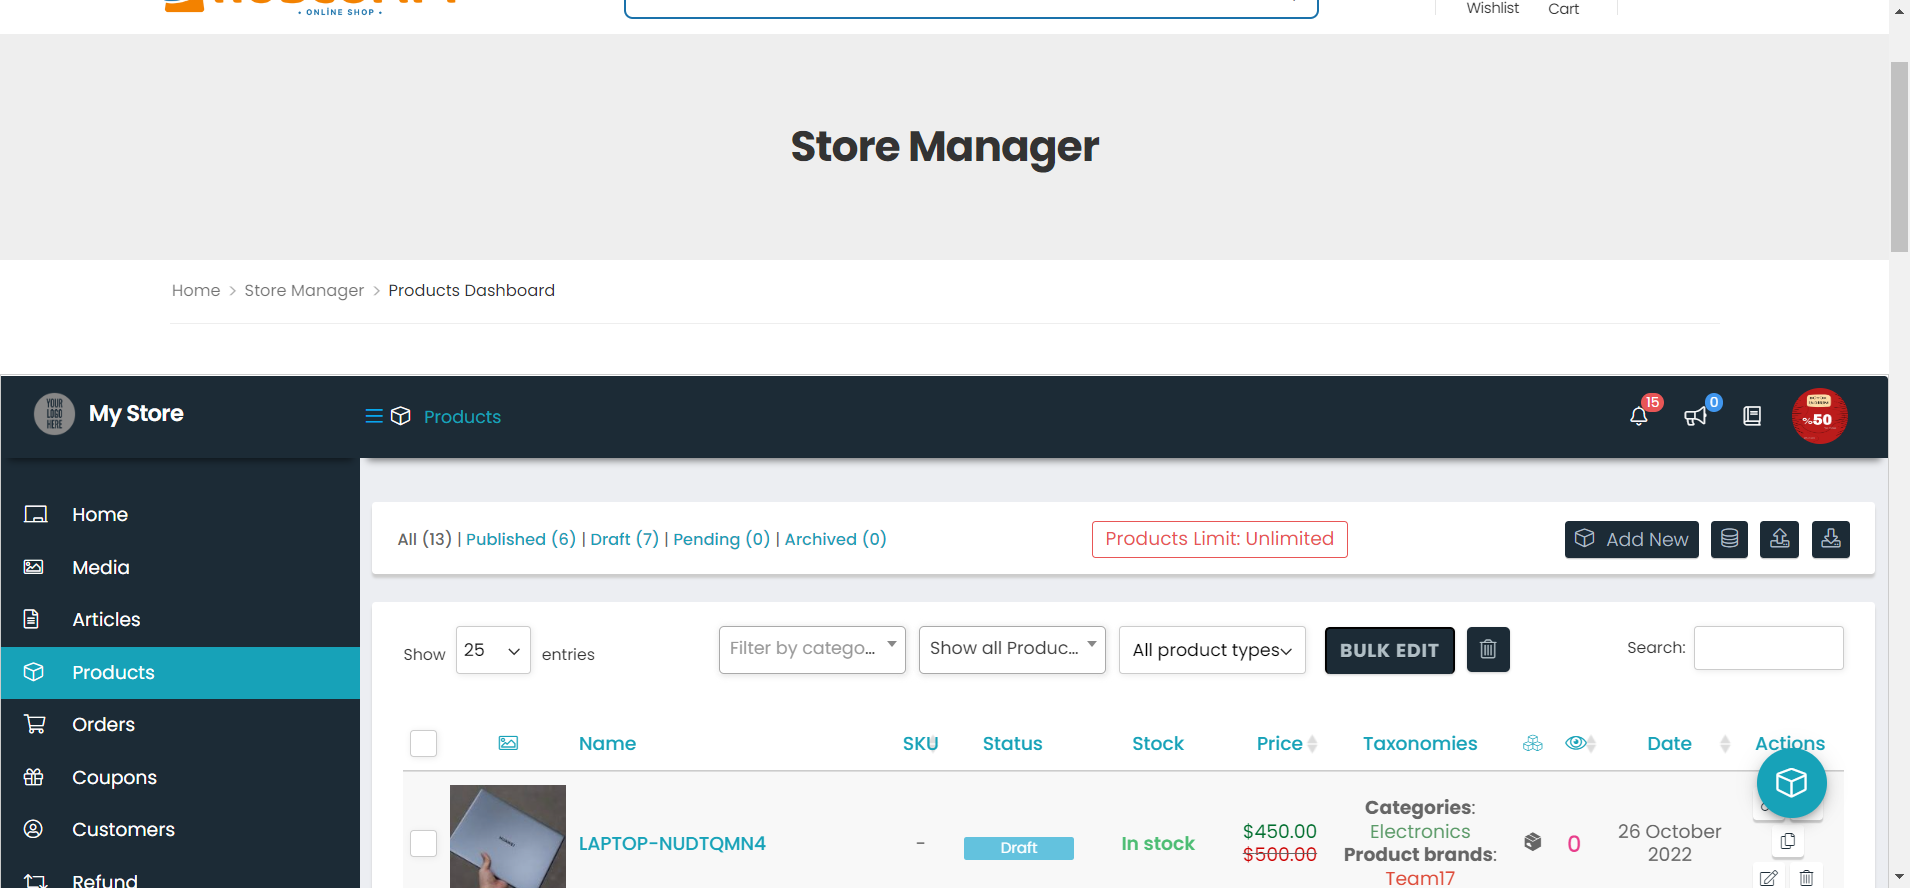 • ONLİNE SHOP •
Wishlist
Cart
Store Manager
Home > Store Manager > Products Dashboard
YOUR LOGO HERE
My Store
Products
15
0
%50
Home
Media
Articles
Products
Orders
Coupons
Customers
Refund
All (13) | Published (6) | Draft (7) | Pending (0) | Archived (0)
Products Limit: Unlimited
Add New
Show 25 entries
Filter by catego...
Show all Produc...
All product types
BULK EDIT
Search:
Name
SKU
Status
Stock
Price
Taxonomies
Date
Actions
LAPTOP-NUDTQMN4
-
Draft
In stock
$450.00
$500.00
Categories:
Electronics
Product brands:
Team17
0
26 October
2022